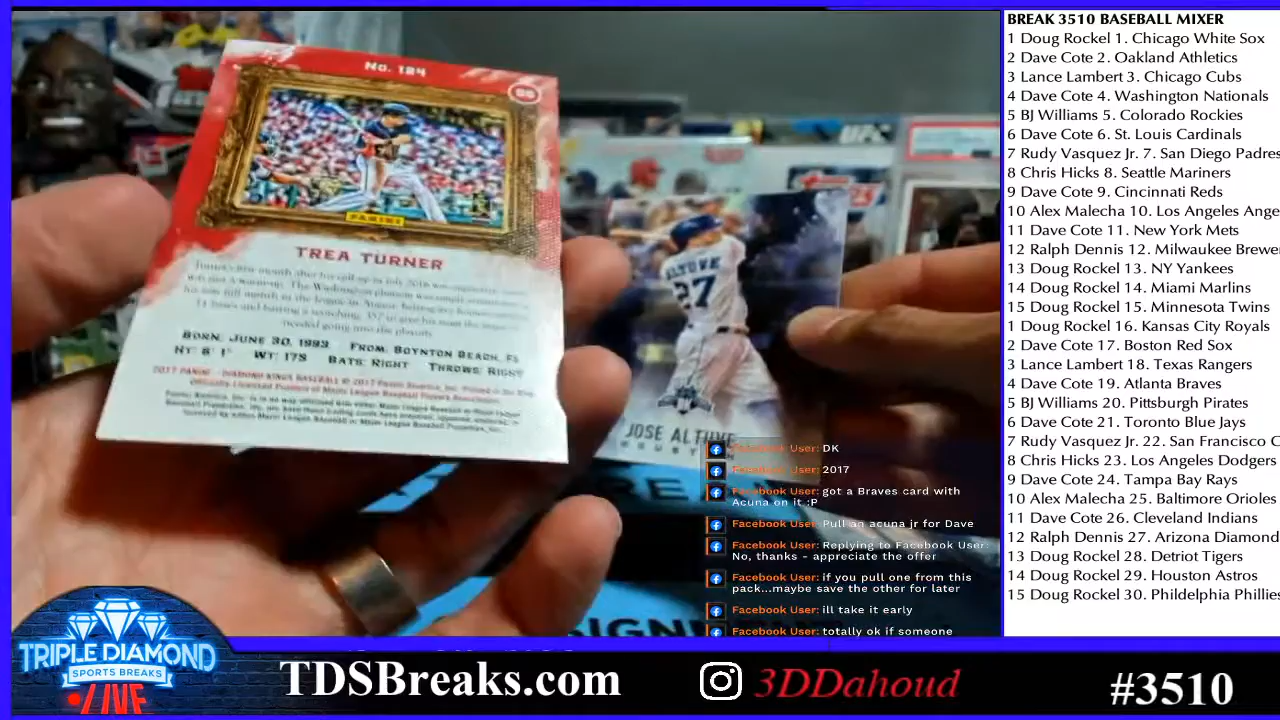 No. 184
PANINI
TREA TURNER
BORN: JUNE 30, 1993 FROM: BOYNTON BEACH, FL
HT: 6' 1" WT: 175 BATS: RIGHT THROWS: RIGHT
2017 PANINI - DIAMOND KINGS BASEBALL © 2017 Panini America, Inc.
ALTUVE
27
JOSE ALTUVE
UFC
Facebook User: DK
Facebook User: 2017
Facebook User: got a Braves card with
Acuna on it :P
Facebook User: Pull an acuna jr for Dave
Facebook User: Replying to Facebook User:
No, thanks - appreciate the offer
Facebook User: if you pull one from this
pack...maybe save the other for later
Facebook User: ill take it early
Facebook User: totally ok if someone
BREAK 3510 BASEBALL MIXER
1 Doug Rockel 1. Chicago White Sox
2 Dave Cote 2. Oakland Athletics
3 Lance Lambert 3. Chicago Cubs
4 Dave Cote 4. Washington Nationals
5 BJ Williams 5. Colorado Rockies
6 Dave Cote 6. St. Louis Cardinals
7 Rudy Vasquez Jr. 7. San Diego Padres
8 Chris Hicks 8. Seattle Mariners
9 Dave Cote 9. Cincinnati Reds
10 Alex Malecha 10. Los Angeles Ange
11 Dave Cote 11. New York Mets
12 Ralph Dennis 12. Milwaukee Brewe
13 Doug Rockel 13. NY Yankees
14 Doug Rockel 14. Miami Marlins
15 Doug Rockel 15. Minnesota Twins
1 Doug Rockel 16. Kansas City Royals
2 Dave Cote 17. Boston Red Sox
3 Lance Lambert 18. Texas Rangers
4 Dave Cote 19. Atlanta Braves
5 BJ Williams 20. Pittsburgh Pirates
6 Dave Cote 21. Toronto Blue Jays
7 Rudy Vasquez Jr. 22. San Francisco C
8 Chris Hicks 23. Los Angeles Dodgers
9 Dave Cote 24. Tampa Bay Rays
10 Alex Malecha 25. Baltimore Orioles
11 Dave Cote 26. Cleveland Indians
12 Ralph Dennis 27. Arizona Diamond
13 Doug Rockel 28. Detriot Tigers
14 Doug Rockel 29. Houston Astros
15 Doug Rockel 30. Phildelphia Phillies
TRIPLE DIAMOND
SPORTS BREAKS
LIVE
TDSBreaks.com
3DDahoud
#3510